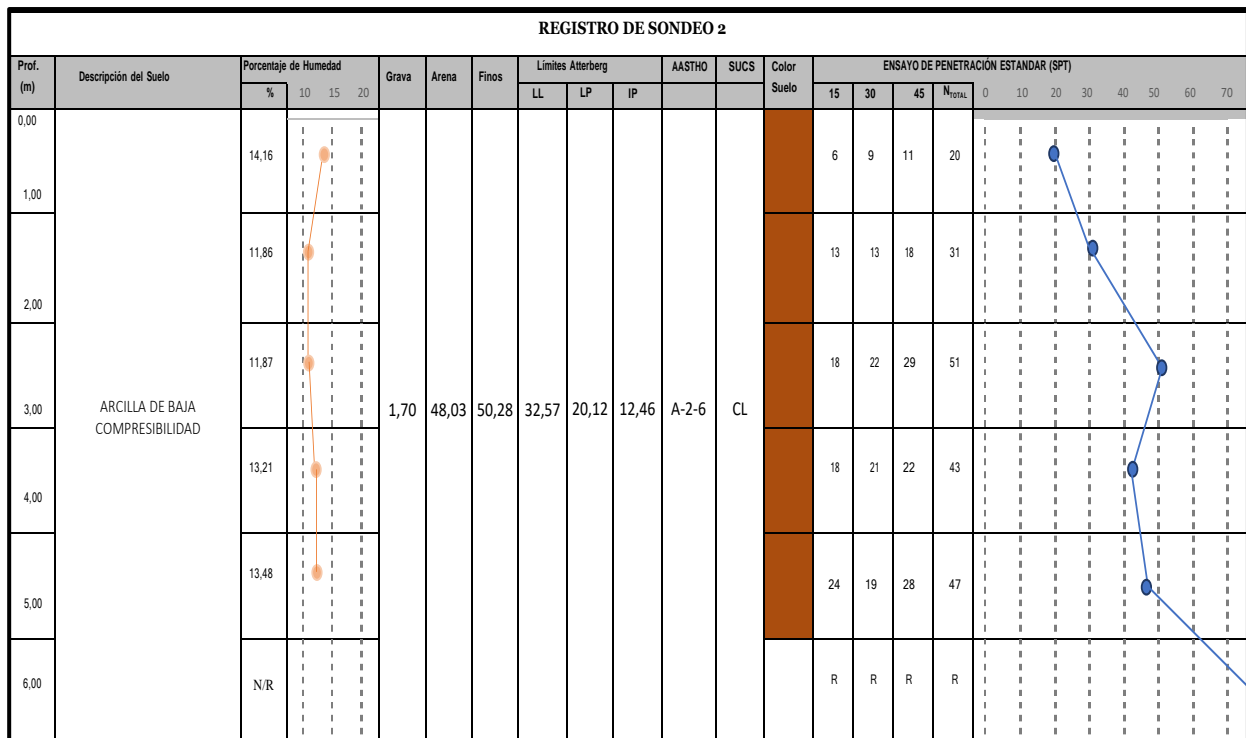 REGISTRO DE SONDEO 2
Prof. (m) Descripción del Suelo Porcentaje de Humedad Grava Arena Finos Limites Atterberg AASTHO SUCS Color Suelo ENSAYO DE PENETRACIÓN ESTANDAR (SPT)
% 10 15 20 LL LP IP 15 30 45 NTOTAL 0 10 20 30 40 50 60 70
0,00
14,16 6 9 11 20
1,00
11,86 13 13 18 31
2,00
11,87 18 22 29 51
3,00 ARCILLA DE BAJA COMPRESIBILIDAD 1,70 48,03 50,28 32,57 20,12 12,46 A-2-6 CL
13,21 18 21 22 43
4,00
13,48 24 19 28 47
5,00
6,00 N/R R R R R